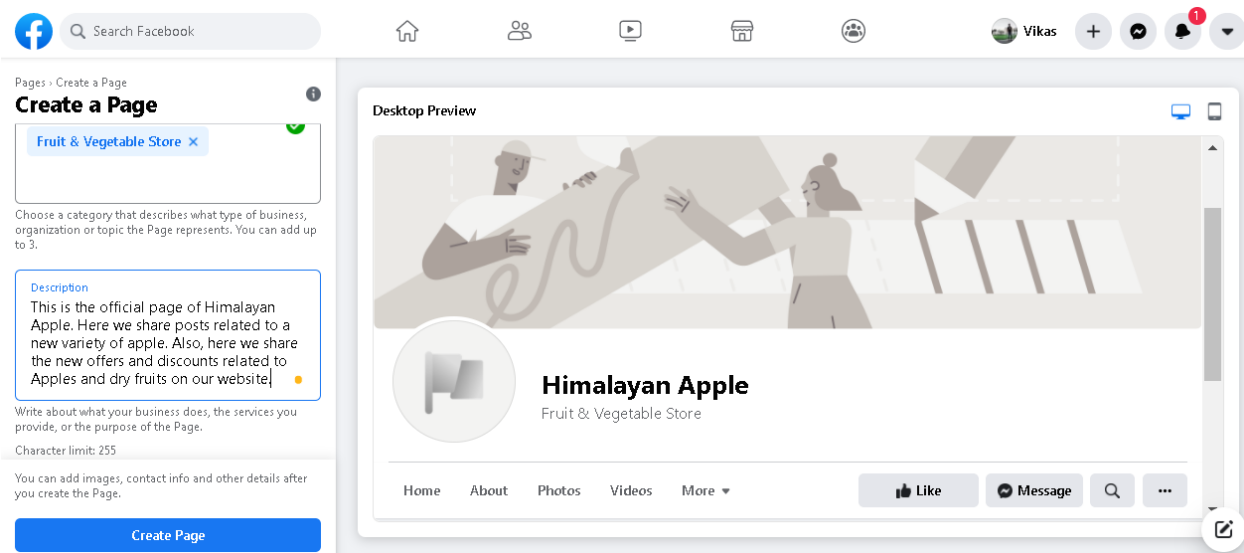 Search Facebook
Vikas
1
Pages › Create a Page
Create a Page
Fruit & Vegetable Store ×
Choose a category that describes what type of business,
organization or topic the Page represents. You can add up
to 3.
Description
This is the official page of Himalayan
Apple. Here we share posts related to a
new variety of apple. Also, here we share
the new offers and discounts related to
Apples and dry fruits on our website.
Write about what your business does, the services you
provide, or the purpose of the Page.
Character limit: 255
You can add images, contact info and other details after
you create the Page.
Create Page
Desktop Preview
Himalayan Apple
Fruit & Vegetable Store
Home About Photos Videos More Like Message